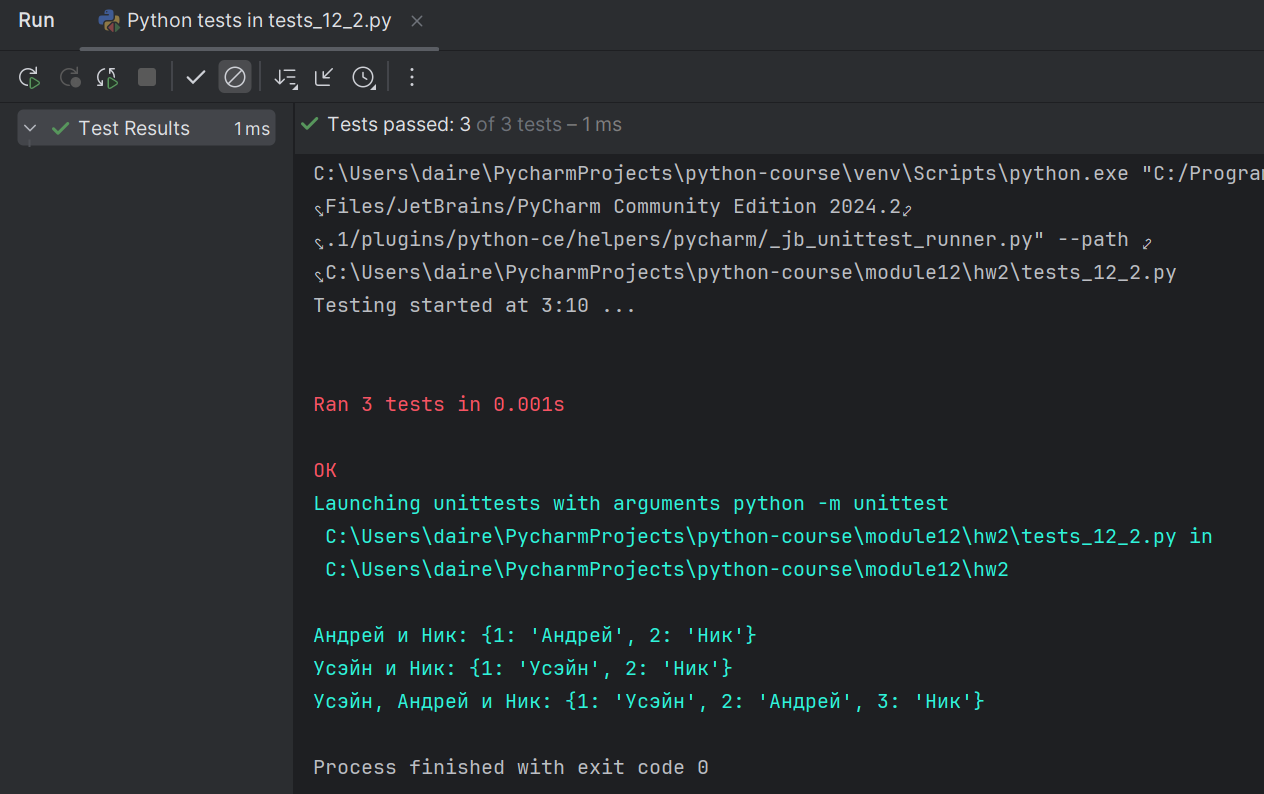 Run
Python tests in tests_12_2.py
Test Results 1 ms
Tests passed: 3 of 3 tests – 1 ms
C:\Users\daire\PycharmProjects\python-course\venv\Scripts\python.exe "C:/Program
Files/JetBrains/PyCharm Community Edition 2024.2
.1/plugins/python-ce/helpers/pycharm/_jb_unittest_runner.py" --path
C:\Users\daire\PycharmProjects\python-course\module12\hw2\tests_12_2.py
Testing started at 3:10 ...
Ran 3 tests in 0.001s
OK
Launching unittests with arguments python -m unittest
C:\Users\daire\PycharmProjects\python-course\module12\hw2\tests_12_2.py in
C:\Users\daire\PycharmProjects\python-course\module12\hw2
Андрей и Ник: {1: 'Андрей', 2: 'Ник'}
Усэйн и Ник: {1: 'Усэйн', 2: 'Ник'}
Усэйн, Андрей и Ник: {1: 'Усэйн', 2: 'Андрей', 3: 'Ник'}
Process finished with exit code 0